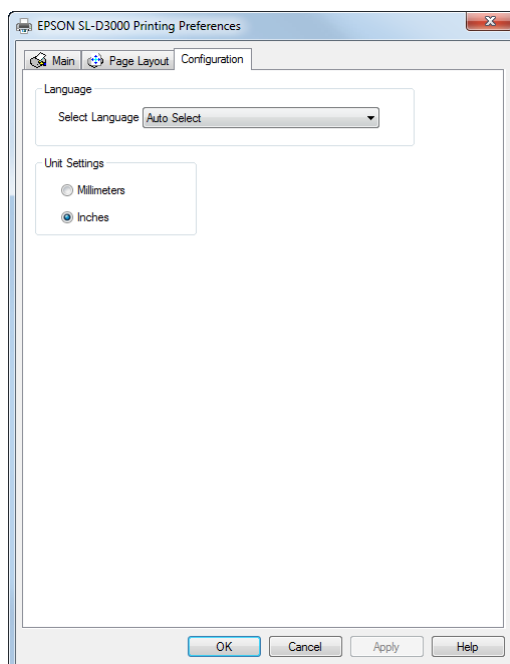 EPSON SL-D3000 Printing Preferences
Main Page Layout Configuration
Language
Select Language Auto Select
Unit Settings
Millimeters
Inches
OK Cancel Apply Help